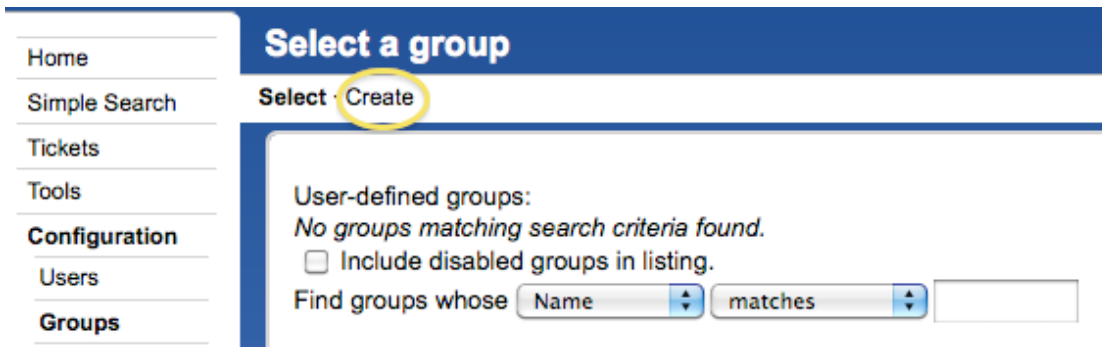 Home
Simple Search
Tickets
Tools
Configuration
Users
Groups
Select a group
Select · Create
User-defined groups:
No groups matching search criteria found.
Include disabled groups in listing.
Find groups whose Name matches